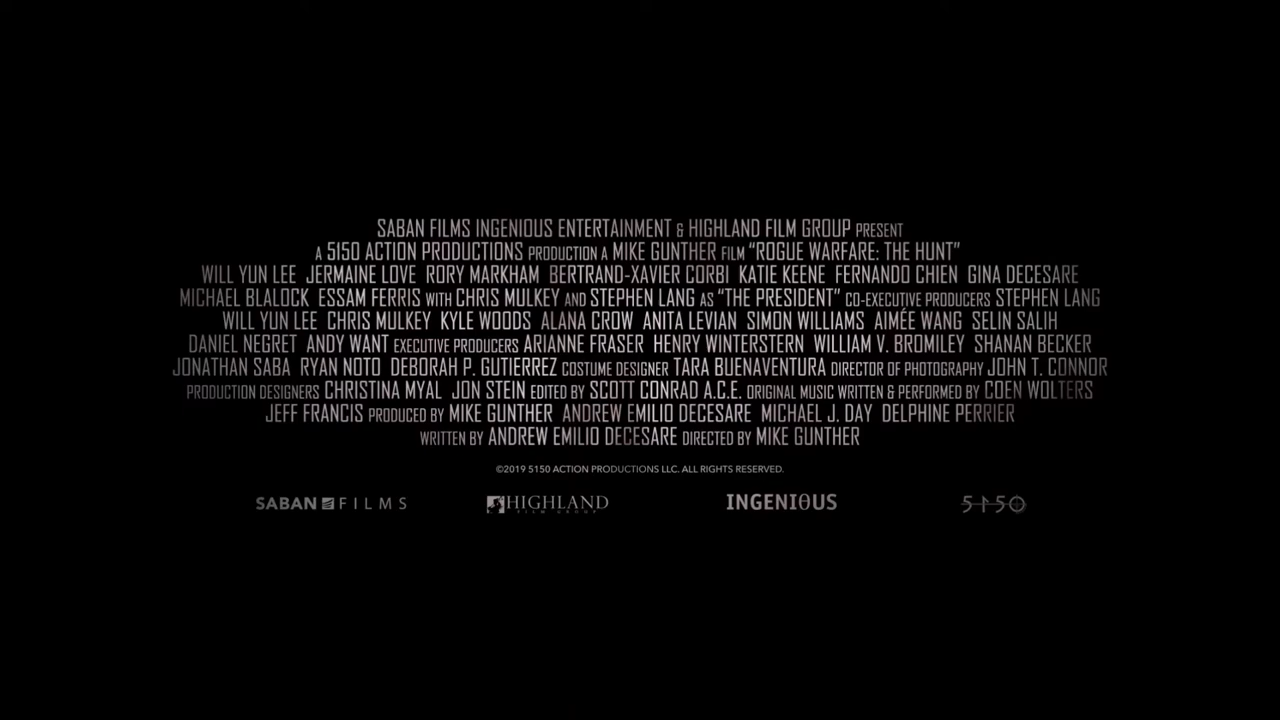 SABAN FILMS INGENIOUS ENTERTAINMENT & HIGHLAND FILM GROUP PRESENT
A 5150 ACTION PRODUCTIONS PRODUCTION A MIKE GUNTHER FILM “ROGUE WARFARE: THE HUNT”
WILL YUN LEE JERMAINE LOVE RORY MARKHAM BERTRAND-XAVIER CORBI KATIE KEENE FERNANDO CHIEN GINA DECESARE
MICHAEL BLALOCK ESSAM FERRIS WITH CHRIS MULKEY AND STEPHEN LANG AS “THE PRESIDENT” CO-EXECUTIVE PRODUCERS STEPHEN LANG
WILL YUN LEE CHRIS MULKEY KYLE WOODS ALANA CROW ANITA LEVIAN SIMON WILLIAMS AIMÉE WANG SELIN SALIH
DANIEL NEGRET ANDY WANT EXECUTIVE PRODUCERS ARIANNE FRASER HENRY WINTERSTERN WILLIAM V. BROMILEY SHANAN BECKER
JONATHAN SABA RYAN NOTO DEBORAH P. GUTIERREZ COSTUME DESIGNER TARA BUENAVENTURA DIRECTOR OF PHOTOGRAPHY JOHN T. CONNOR
PRODUCTION DESIGNERS CHRISTINA MYAL JON STEIN EDITED BY SCOTT CONRAD A.C.E. ORIGINAL MUSIC WRITTEN & PERFORMED BY COEN WOLTERS
JEFF FRANCIS PRODUCED BY MIKE GUNTHER ANDREW EMILIO DECESARE MICHAEL J. DAY DELPHINE PERRIER
WRITTEN BY ANDREW EMILIO DECESARE DIRECTED BY MIKE GUNTHER
©2019 5150 ACTION PRODUCTIONS LLC. ALL RIGHTS RESERVED.
SABAN FILMS HIGHLAND FILM GROUP INGENIOUS 5150